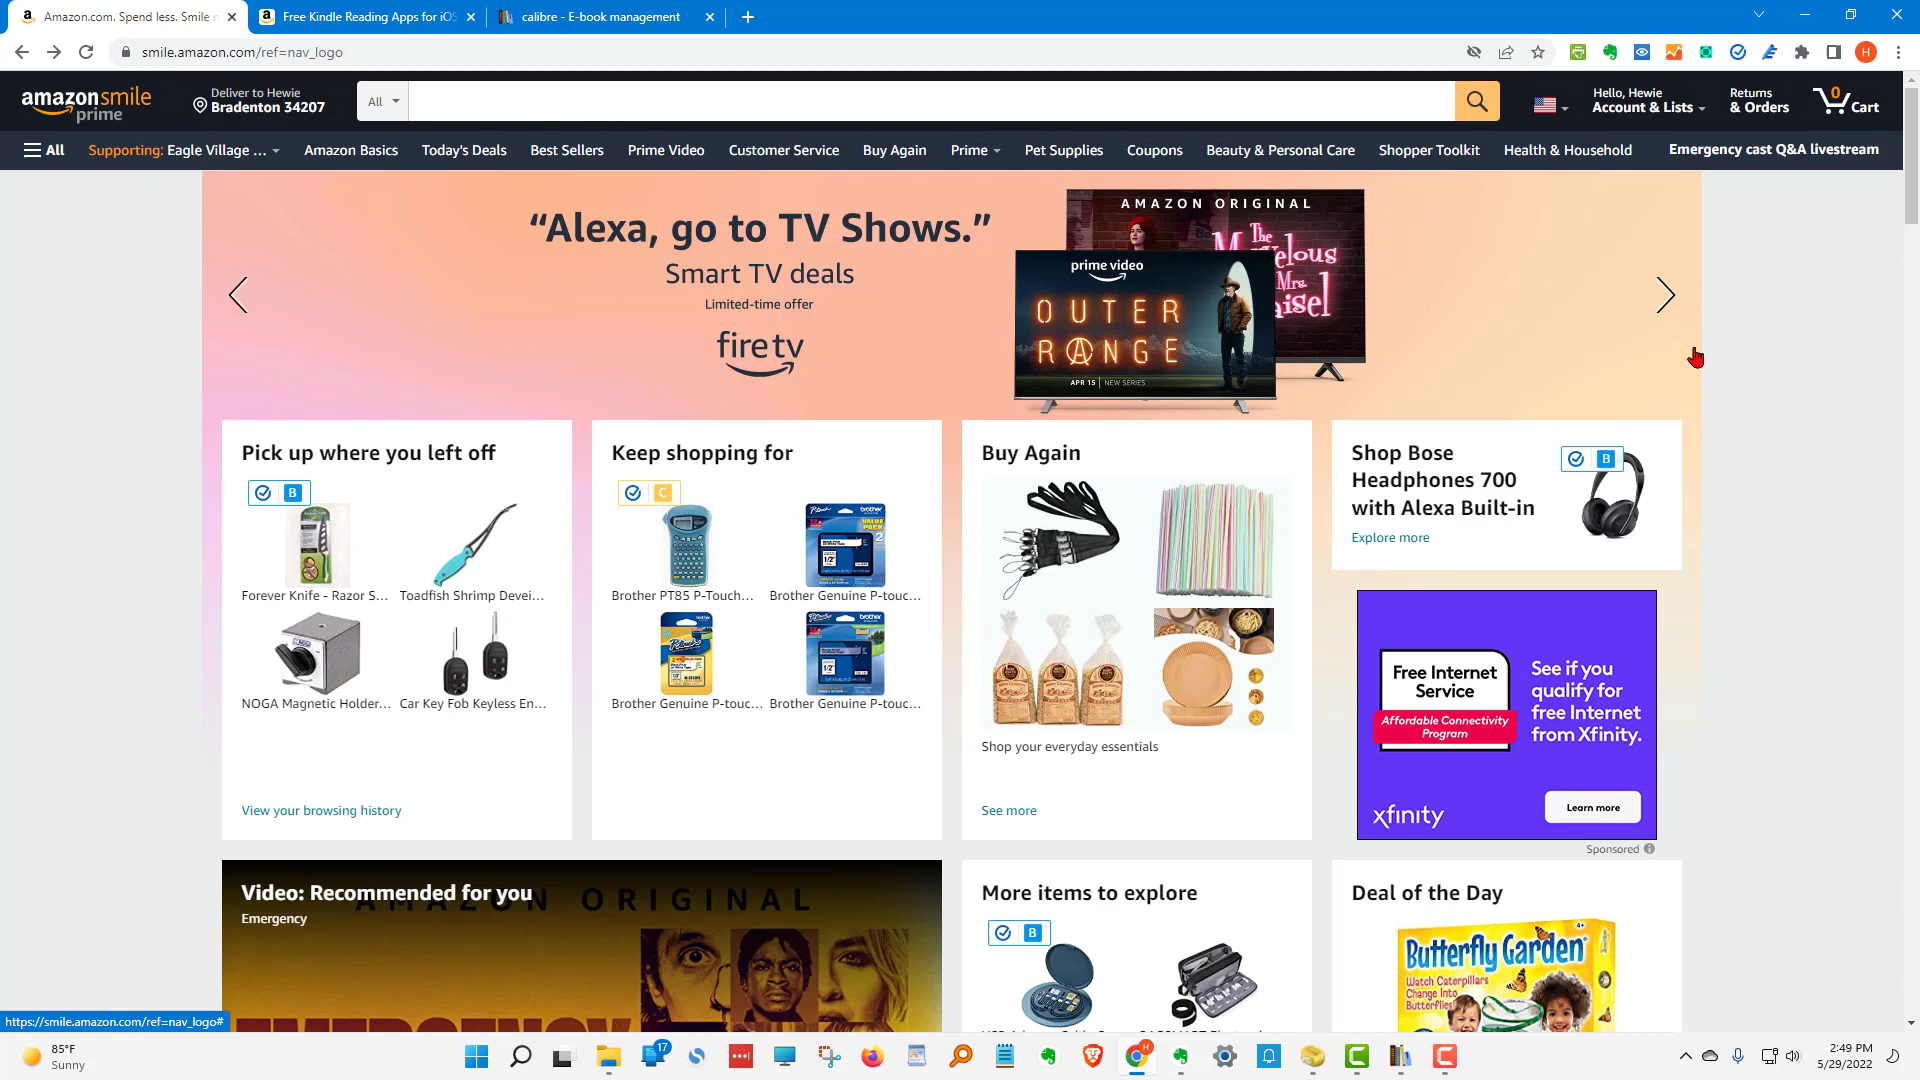 Amazon.com. Spend less. Smile m
Free Kindle Reading Apps for iOS
calibre - E-book management
smile.amazon.com/ref=nav_logo
H
amazonsmile
prime
Deliver to Hewie
Bradenton 34207
All
Hello, Hewie
Account & Lists
Returns
& Orders
0
Cart
All
Supporting: Eagle Village ...
Amazon Basics
Today's Deals
Best Sellers
Prime Video
Customer Service
Buy Again
Prime
Pet Supplies
Coupons
Beauty & Personal Care
Shopper Toolkit
Health & Household
Emergency cast Q&A livestream
“Alexa, go to TV Shows.”
Smart TV deals
Limited-time offer
fire tv
AMAZON ORIGINAL
The
prime video
OUTER
RANGE
APR 15 | NEW SERIES
Mrs.
Pick up where you left off
B
Forever Knife - Razor S...
Toadfish Shrimp Devei...
NOGA Magnetic Holder...
Car Key Fob Keyless En...
View your browsing history
Keep shopping for
C
Brother PT85 P-Touch...
Brother Genuine P-touc...
Brother Genuine P-touc...
Brother Genuine P-touc...
Buy Again
Shop your everyday essentials
See more
Shop Bose
Headphones 700
with Alexa Built-in
B
Explore more
Free Internet
Service
Affordable Connectivity
Program
See if you
qualify for
free Internet
from Xfinity.
xfinity
Learn more
Sponsored
Video: Recommended for you
Emergency
AMAZON ORIGINAL
EMERGENCY
More items to explore
B
Deal of the Day
4+
Butterfly Garden
Watch Caterpillars
Change Into
Butterflies
https://smile.amazon.com/ref=nav_logo#
85°F
Sunny
17
H
2:49 PM
5/29/2022